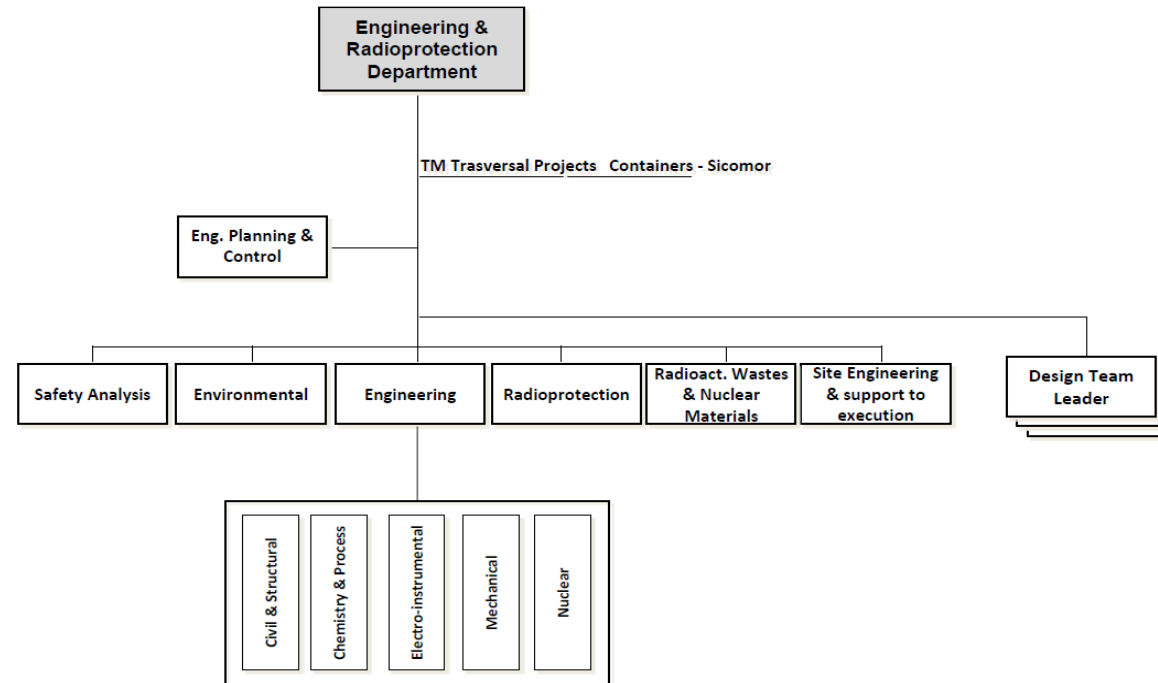 Engineering &
Radioprotection
Department
TM Trasversal Projects Containers - Sicomor
Eng. Planning &
Control
Safety Analysis
Environmental
Engineering
Radioprotection
Radioact. Wastes
& Nuclear
Materials
Site Engineering
& support to
execution
Design Team
Leader
Civil & Structural
Chemistry & Process
Electro-instrumental
Mechanical
Nuclear